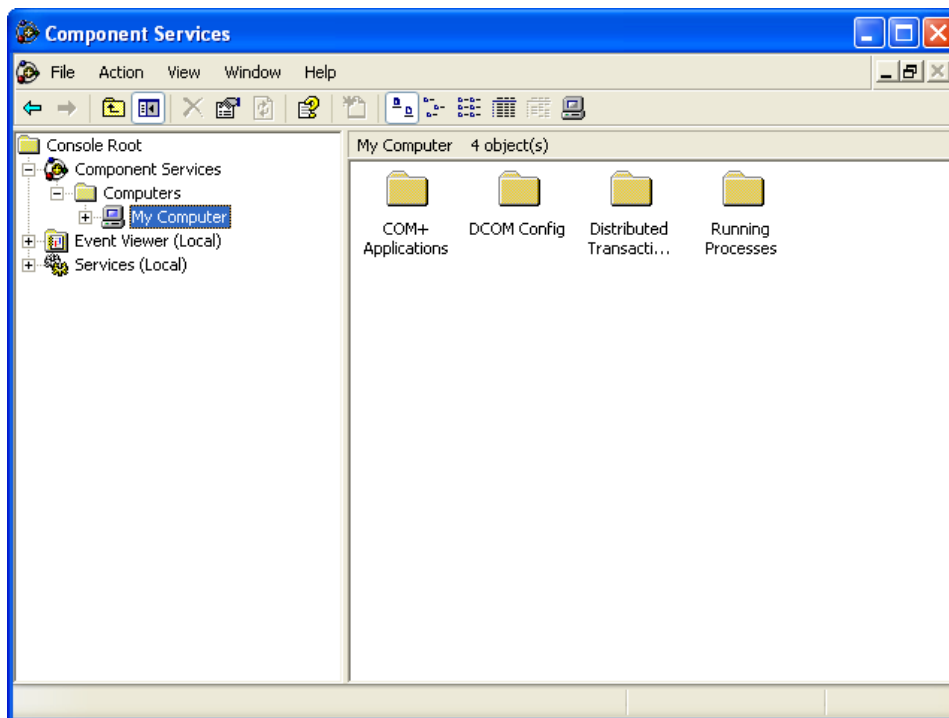 Component Services
File Action View Window Help
Console Root
Component Services
Computers
My Computer
Event Viewer (Local)
Services (Local)
My Computer 4 object(s)
COM+
Applications
DCOM Config
Distributed
Transacti...
Running
Processes